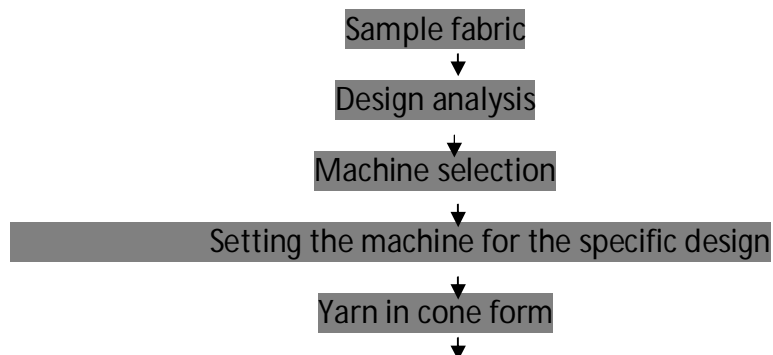 Sample fabric
Design analysis
Machine selection
Setting the machine for the specific design
Yarn in cone form